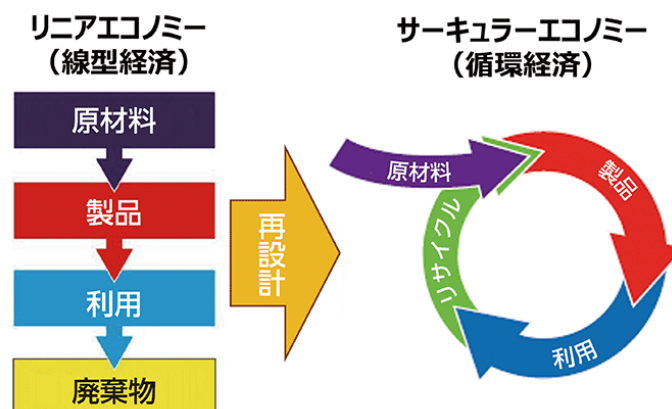 リニアエコノミー
（線型経済）
原材料
製品
利用
廃棄物
再設計
サーキュラーエコノミー
（循環経済）
原材料
製品
利用
リサイクル